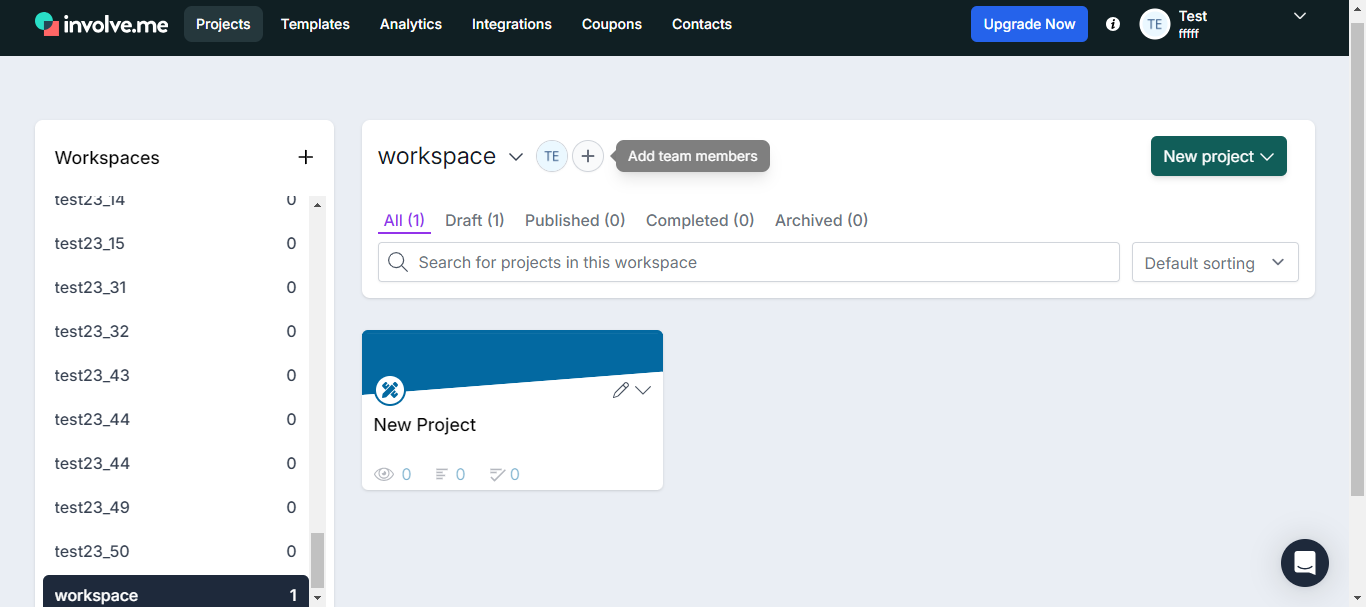 involve.me Projects Templates Analytics Integrations Coupons Contacts Upgrade Now TE Test
fffff
Workspaces
test23_14 0
test23_15 0
test23_31 0
test23_32 0
test23_43 0
test23_44 0
test23_44 0
test23_49 0
test23_50 0
workspace 1
workspace TE Add team members New project
All (1) Draft (1) Published (0) Completed (0) Archived (0)
Search for projects in this workspace Default sorting
New Project
0 0 0